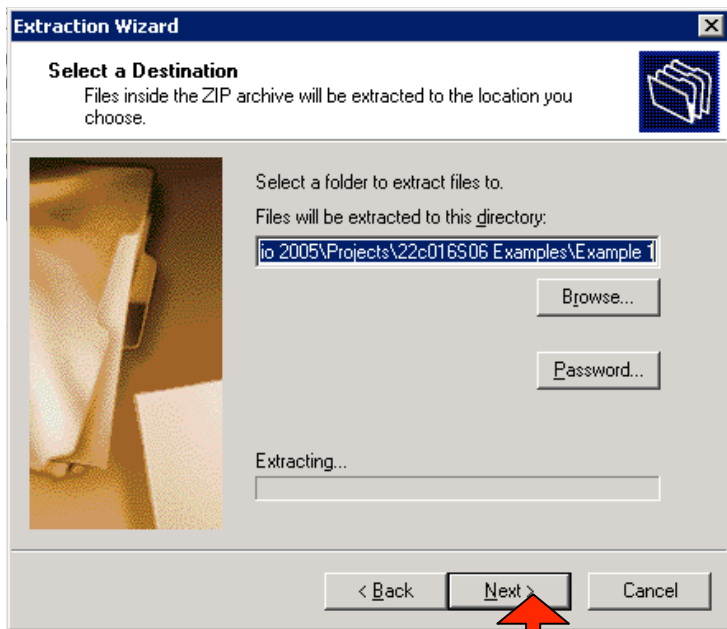 Extraction Wizard
Select a Destination
Files inside the ZIP archive will be extracted to the location you
choose.
Select a folder to extract files to.
Files will be extracted to this directory:
io 2005\Projects\22c016S06 Examples\Example 1
Browse...
Password...
Extracting...
< Back Next > Cancel